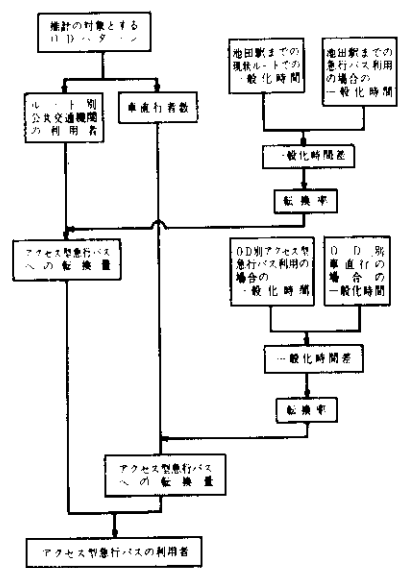 推計の対象とする
ODパターン
ルート別
公共交通機関
の利用者
車直行者数
池田駅までの
現状ルートでの
一般化時間
池田駅までの
急行バス利用
の場合の
一般化時間
一般化時間差
転換率
アクセス型急行バス
への転換量
OD別アクセス型
急行バス利用の
場合の
一般化時間
OD別
車直行の
場合の
一般化時間
一般化時間差
転換率
アクセス型急行バス
への転換量
アクセス型急行バスの利用者